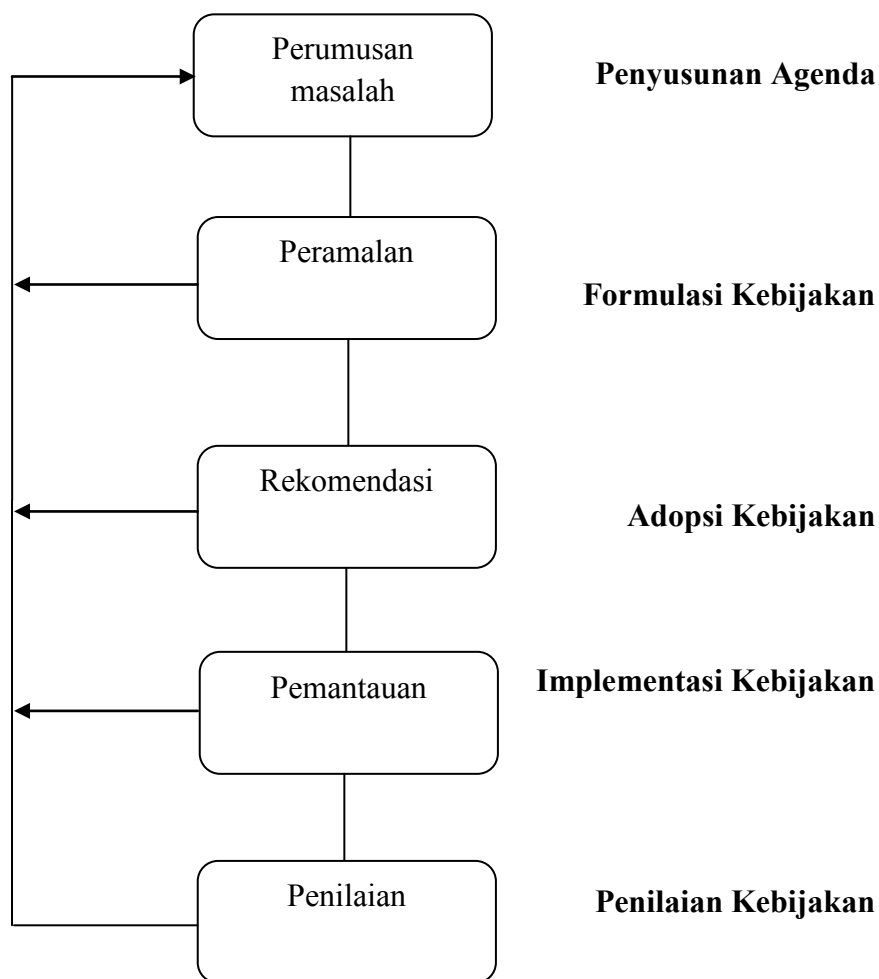 Perumusan
masalah
Penyusunan Agenda
Peramalan
Formulasi Kebijakan
Rekomendasi
Adopsi Kebijakan
Pemantauan
Implementasi Kebijakan
Penilaian
Penilaian Kebijakan